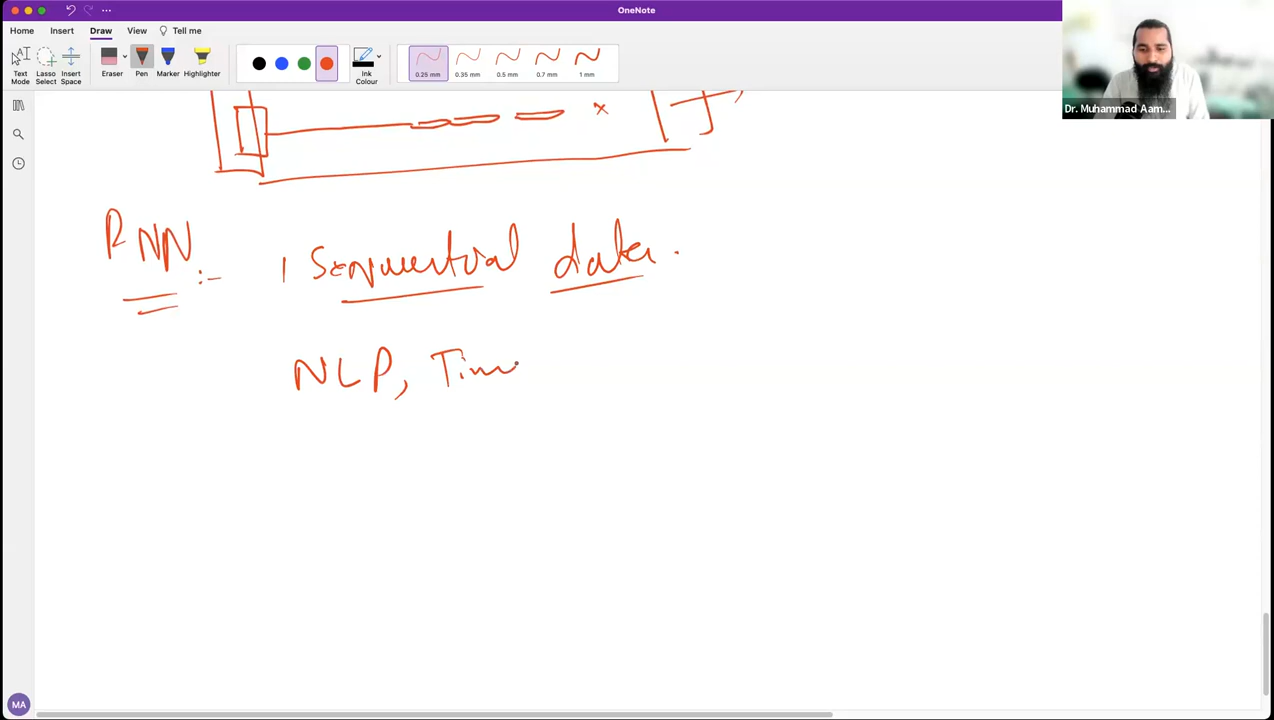 OneNote
Home Insert Draw View Tell me
Text Mode Lasso Select Insert Space Eraser Pen Marker Highlighter Ink Colour 0.25 mm 0.35 mm 0.5 mm 0.7 mm 1 mm
Dr. Muhammad Aam...
RNN :- 1 Sequential data.
NLP, Tim
MA